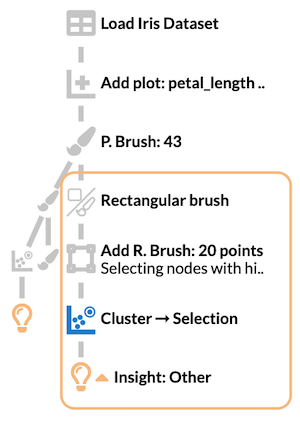 Load Iris Dataset
Add plot: petal_length ..
P. Brush: 43
Rectangular brush
Add R. Brush: 20 points
Selecting nodes with hi..
Cluster → Selection
Insight: Other